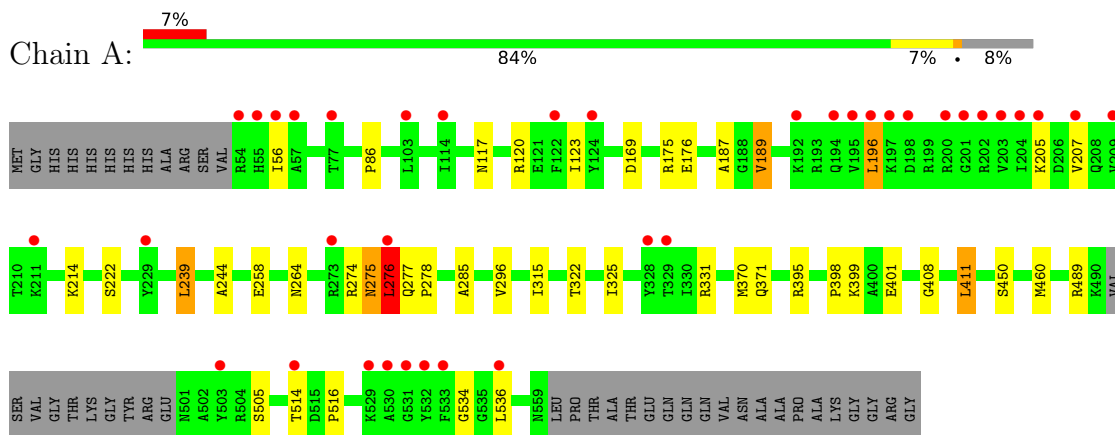 7%
Chain A:
84% 7% • 8%
MET GLY HIS HIS HIS HIS HIS HIS ALA ARG SER VAL R54 H55 I56 A57 T77 P86 L103 I114 N117 R120 E121 F122 I123 Y124 D169 R175 E176 A187 G188 V189 K192 R193 Q194 V195 L196 K197 D198 R199 R200 G201 R202 V203 I204 K205 D206 V207 Q208 V209
T210 K211 K214 S222 Y229 L239 A244 E258 N264 R273 R274 N275 L276 Q277 P278 A285 V296 I315 T322 I325 Y328 T329 I330 R331 M370 Q371 R395 P398 K399 A400 E401 G408 L411 S450 M460 R489 K490 VAL
SER VAL GLY THR LYS GLY TYR ARG GLU N501 A502 Y503 R504 S505 T514 D515 P516 K529 A530 G531 Y532 F533 G534 G535 L536 N559 LEU PRO THR ALA THR GLU GLN GLN GLN VAL ASN ALA ALA PRO ALA LYS GLY GLY ARG GLY